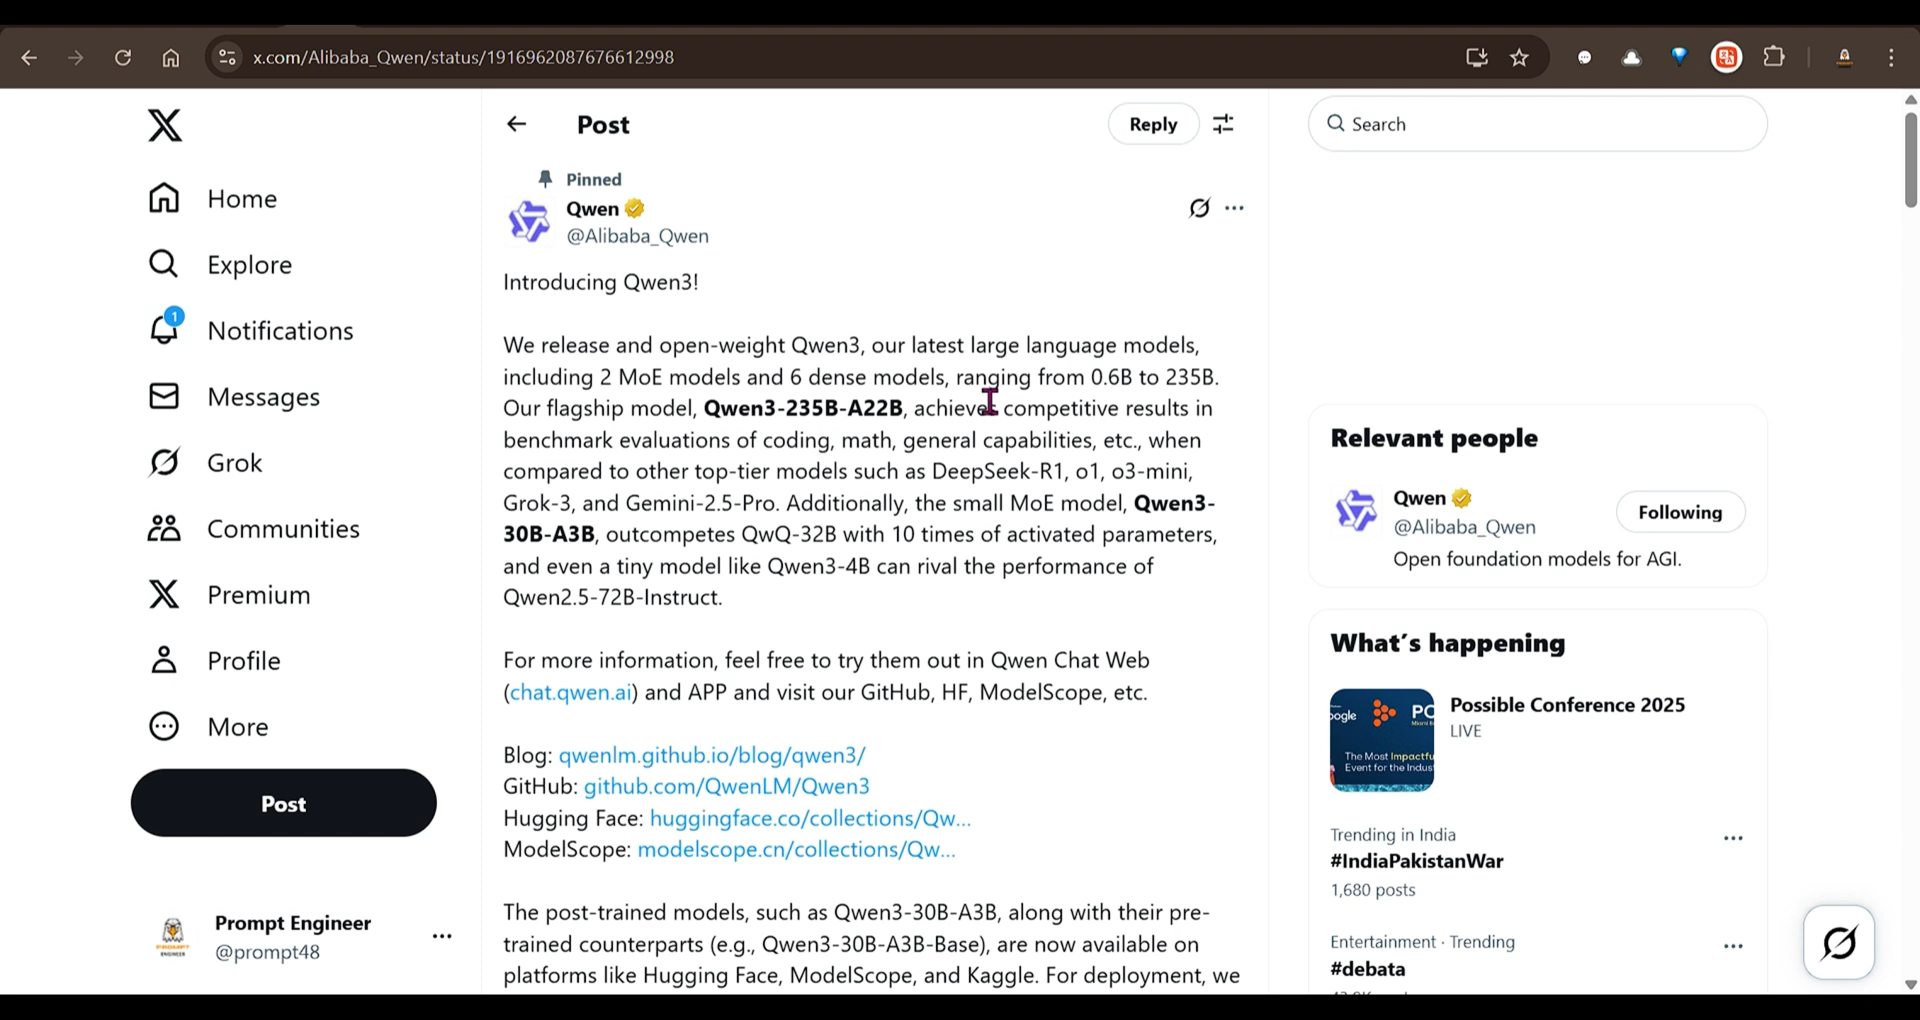 x.com/Alibaba_Qwen/status/1916962087676612998
X
Home
Explore
1
Notifications
Messages
Grok
Communities
Premium
Profile
More
Post
Prompt Engineer
@prompt48
Post
Reply
Pinned
Qwen
@Alibaba_Qwen
Introducing Qwen3!
We release and open-weight Qwen3, our latest large language models,
including 2 MoE models and 6 dense models, ranging from 0.6B to 235B.
Our flagship model, Qwen3-235B-A22B, achieves competitive results in
benchmark evaluations of coding, math, general capabilities, etc., when
compared to other top-tier models such as DeepSeek-R1, o1, o3-mini,
Grok-3, and Gemini-2.5-Pro. Additionally, the small MoE model, Qwen3-
30B-A3B, outcompetes QwQ-32B with 10 times of activated parameters,
and even a tiny model like Qwen3-4B can rival the performance of
Qwen2.5-72B-Instruct.
For more information, feel free to try them out in Qwen Chat Web
(chat.qwen.ai) and APP and visit our GitHub, HF, ModelScope, etc.
Blog: qwenlm.github.io/blog/qwen3/
GitHub: github.com/QwenLM/Qwen3
Hugging Face: huggingface.co/collections/Qw...
ModelScope: modelscope.cn/collections/Qw...
The post-trained models, such as Qwen3-30B-A3B, along with their pre-
trained counterparts (e.g., Qwen3-30B-A3B-Base), are now available on
platforms like Hugging Face, ModelScope, and Kaggle. For deployment, we
Search
Relevant people
Qwen
@Alibaba_Qwen
Following
Open foundation models for AGI.
What's happening
Possible Conference 2025
LIVE
oogle
PO
The Most Impactfu
Event for the Indus
Trending in India
#IndiaPakistanWar
1,680 posts
Entertainment · Trending
#debata